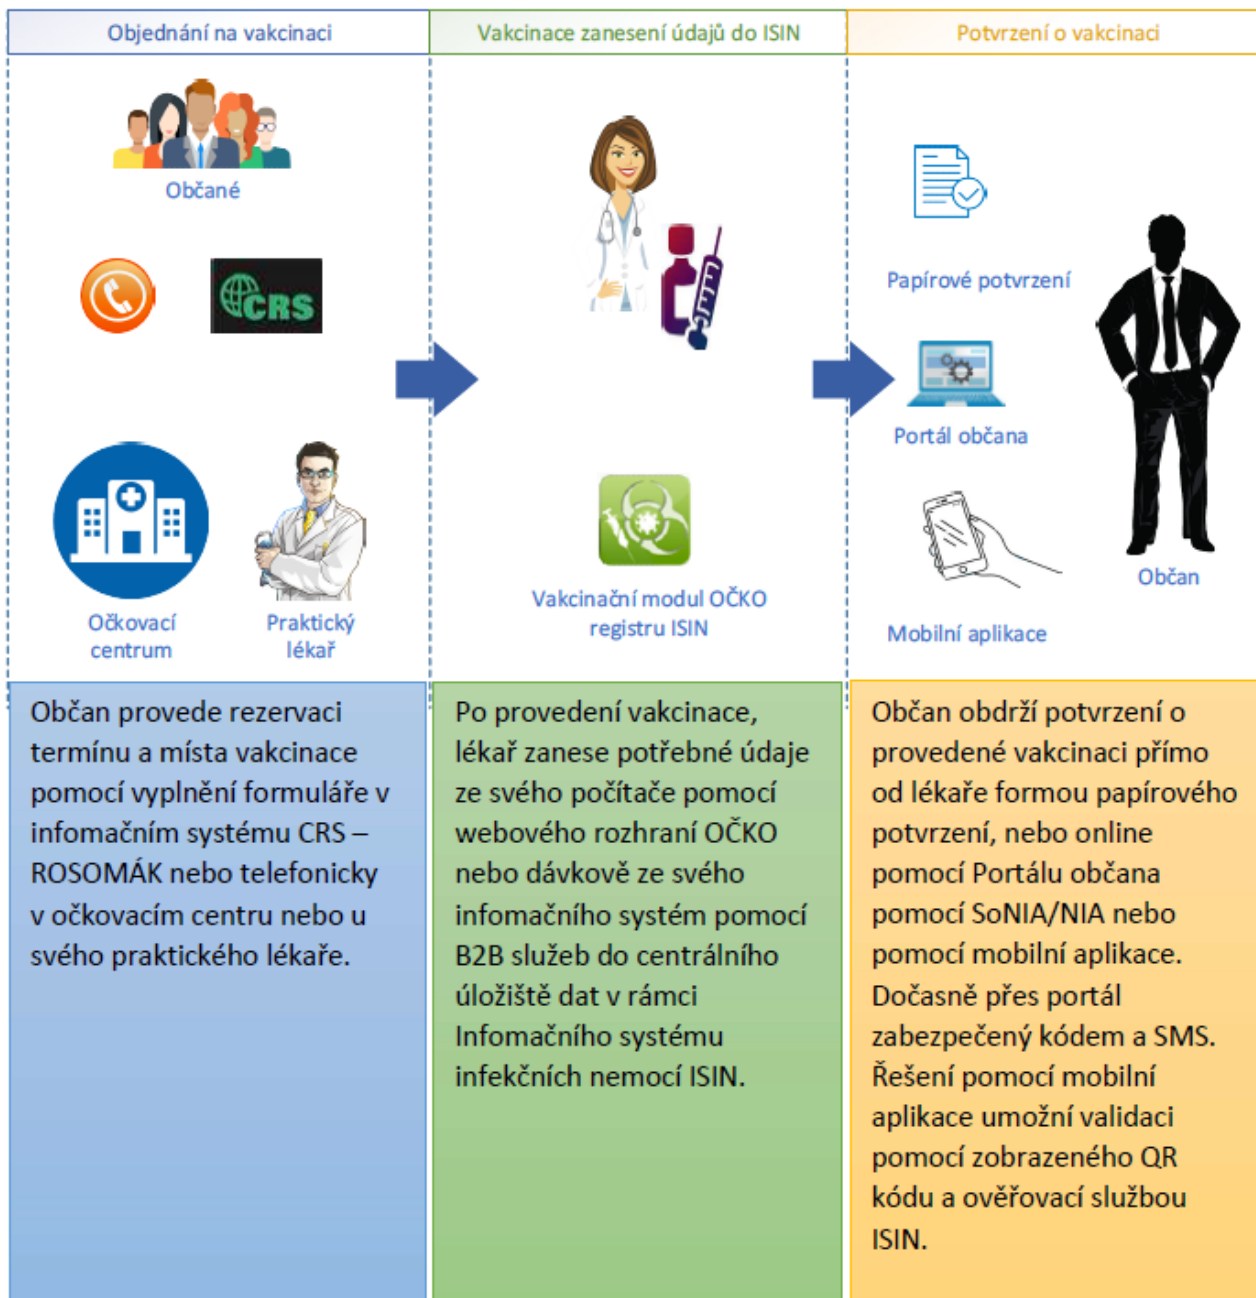 Objednání na vakcinaci
Vakcinace zanesení údajů do ISIN
Potvrzení o vakcinaci
Občané
CRS
Očkovací
centrum
Praktický
lékař
Vakcinační modul OČKO
registru ISIN
Papírové potvrzení
Portál občana
Mobilní aplikace
Občan
Občan provede rezervaci
termínu a místa vakcinace
pomocí vyplnění formuláře v
infomačním systému CRS –
ROSOMÁK nebo telefonicky
v očkovacím centru nebo u
svého praktického lékaře.
Po provedení vakcinace,
lékař zanese potřebné údaje
ze svého počítače pomocí
webového rozhraní OČKO
nebo dávkově ze svého
infomačního systém pomocí
B2B služeb do centrálního
úložiště dat v rámci
Infomačního systému
infekčních nemocí ISIN.
Občan obdrží potvrzení o
provedené vakcinaci přímo
od lékaře formou papírového
potvrzení, nebo online
pomocí Portálu občana
pomocí SoNIA/NIA nebo
pomocí mobilní aplikace.
Dočasně přes portál
zabezpečený kódem a SMS.
Řešení pomocí mobilní
aplikace umožní validaci
pomocí zobrazeného QR
kódu a ověřovací službou
ISIN.